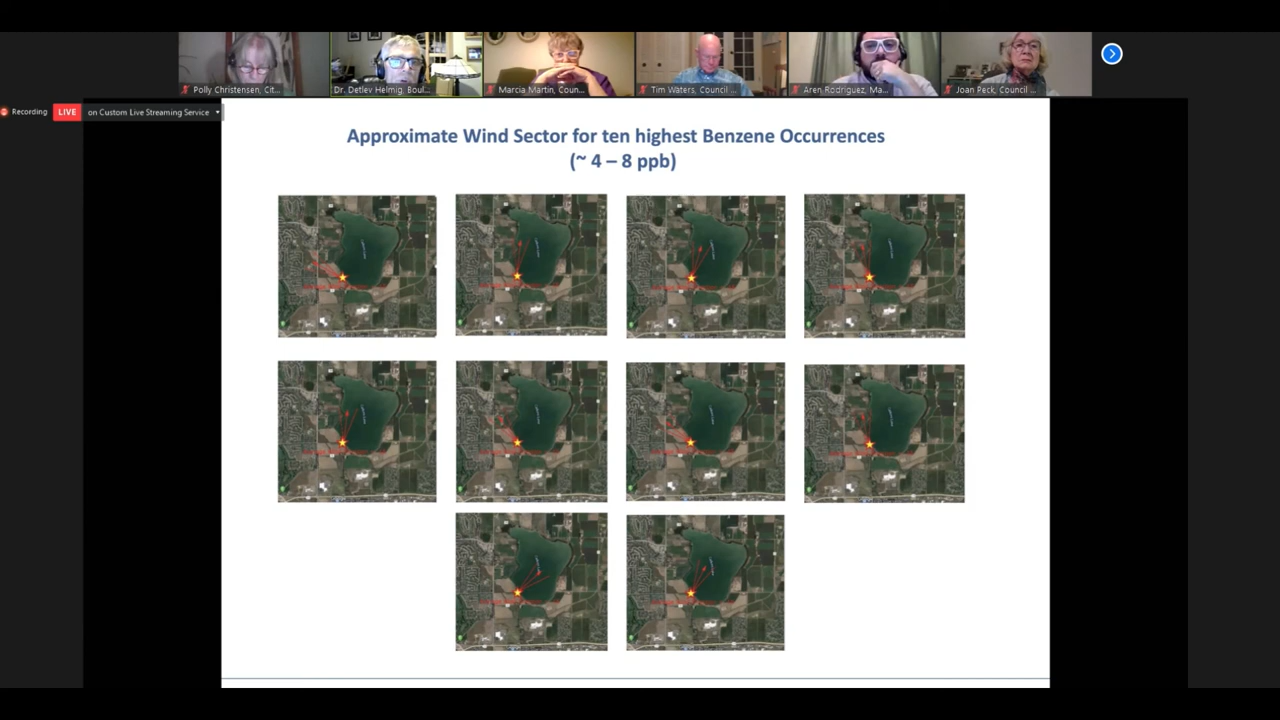 Polly Christensen, Cit...
Dr. Detlev Helmig, Boul...
Marcia Martin, Coun...
Tim Waters, Council ...
Aren Rodriguez, Ma...
Joan Peck, Council ...
Recording
LIVE
on Custom Live Streaming Service
Approximate Wind Sector for ten highest Benzene Occurrences
(~ 4 – 8 ppb)